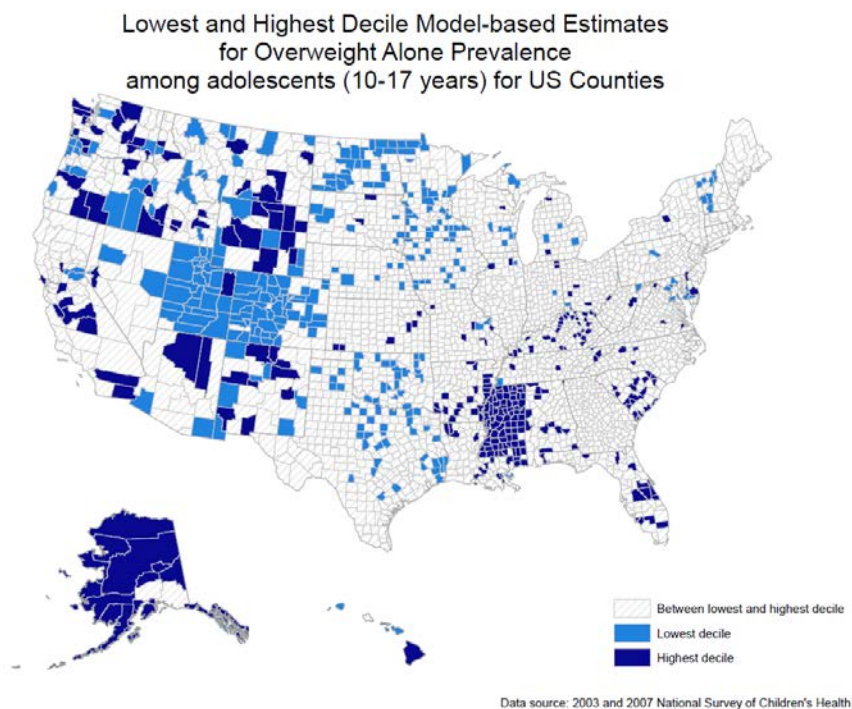 Lowest and Highest Decile Model-based Estimates
for Overweight Alone Prevalence
among adolescents (10-17 years) for US Counties
Between lowest and highest decile
Lowest decile
Highest decile
Data source: 2003 and 2007 National Survey of Children's Health